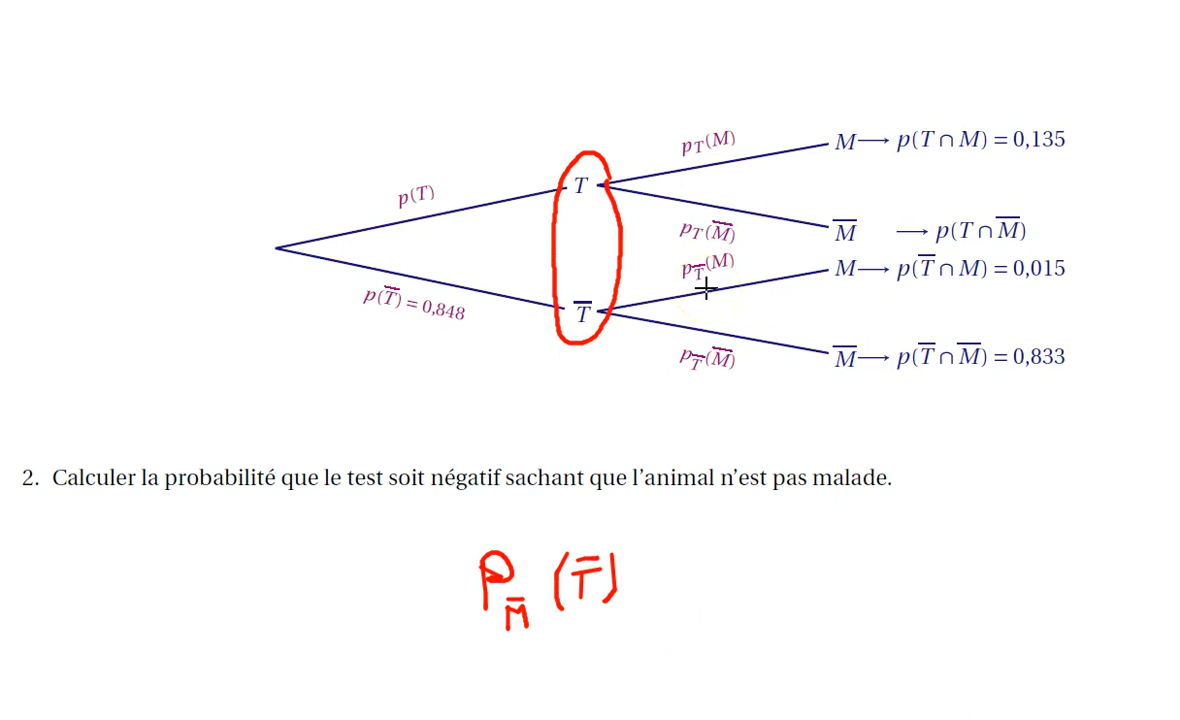 p_T(M)
M⟶ p(T∩M) = 0,135
p(T)
T
p_T(M̅)
M̅ ⟶ p(T∩M̅)
p_T̅(M)
M⟶ p(T̅∩M) = 0,015
p(T̅) = 0,848
T̅
p_T̅(M̅)
M̅⟶ p(T̅∩M̅) = 0,833
2. Calculer la probabilité que le test soit négatif sachant que l’animal n’est pas malade.
P_M̅ (T̅)